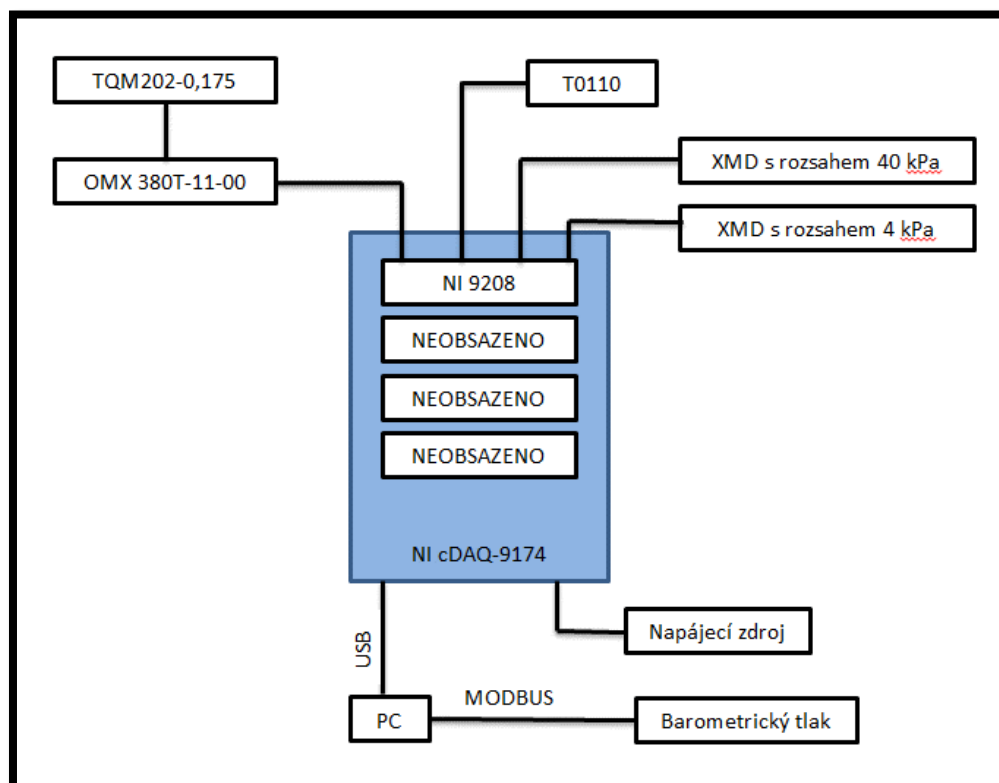 TQM202-0,175
T0110
OMX 380T-11-00
XMD s rozsahem 40 kPa
XMD s rozsahem 4 kPa
NI 9208
NEOBSAZENO
NEOBSAZENO
NEOBSAZENO
NI cDAQ-9174
USB
Napájecí zdroj
PC
MODBUS
Barometrický tlak